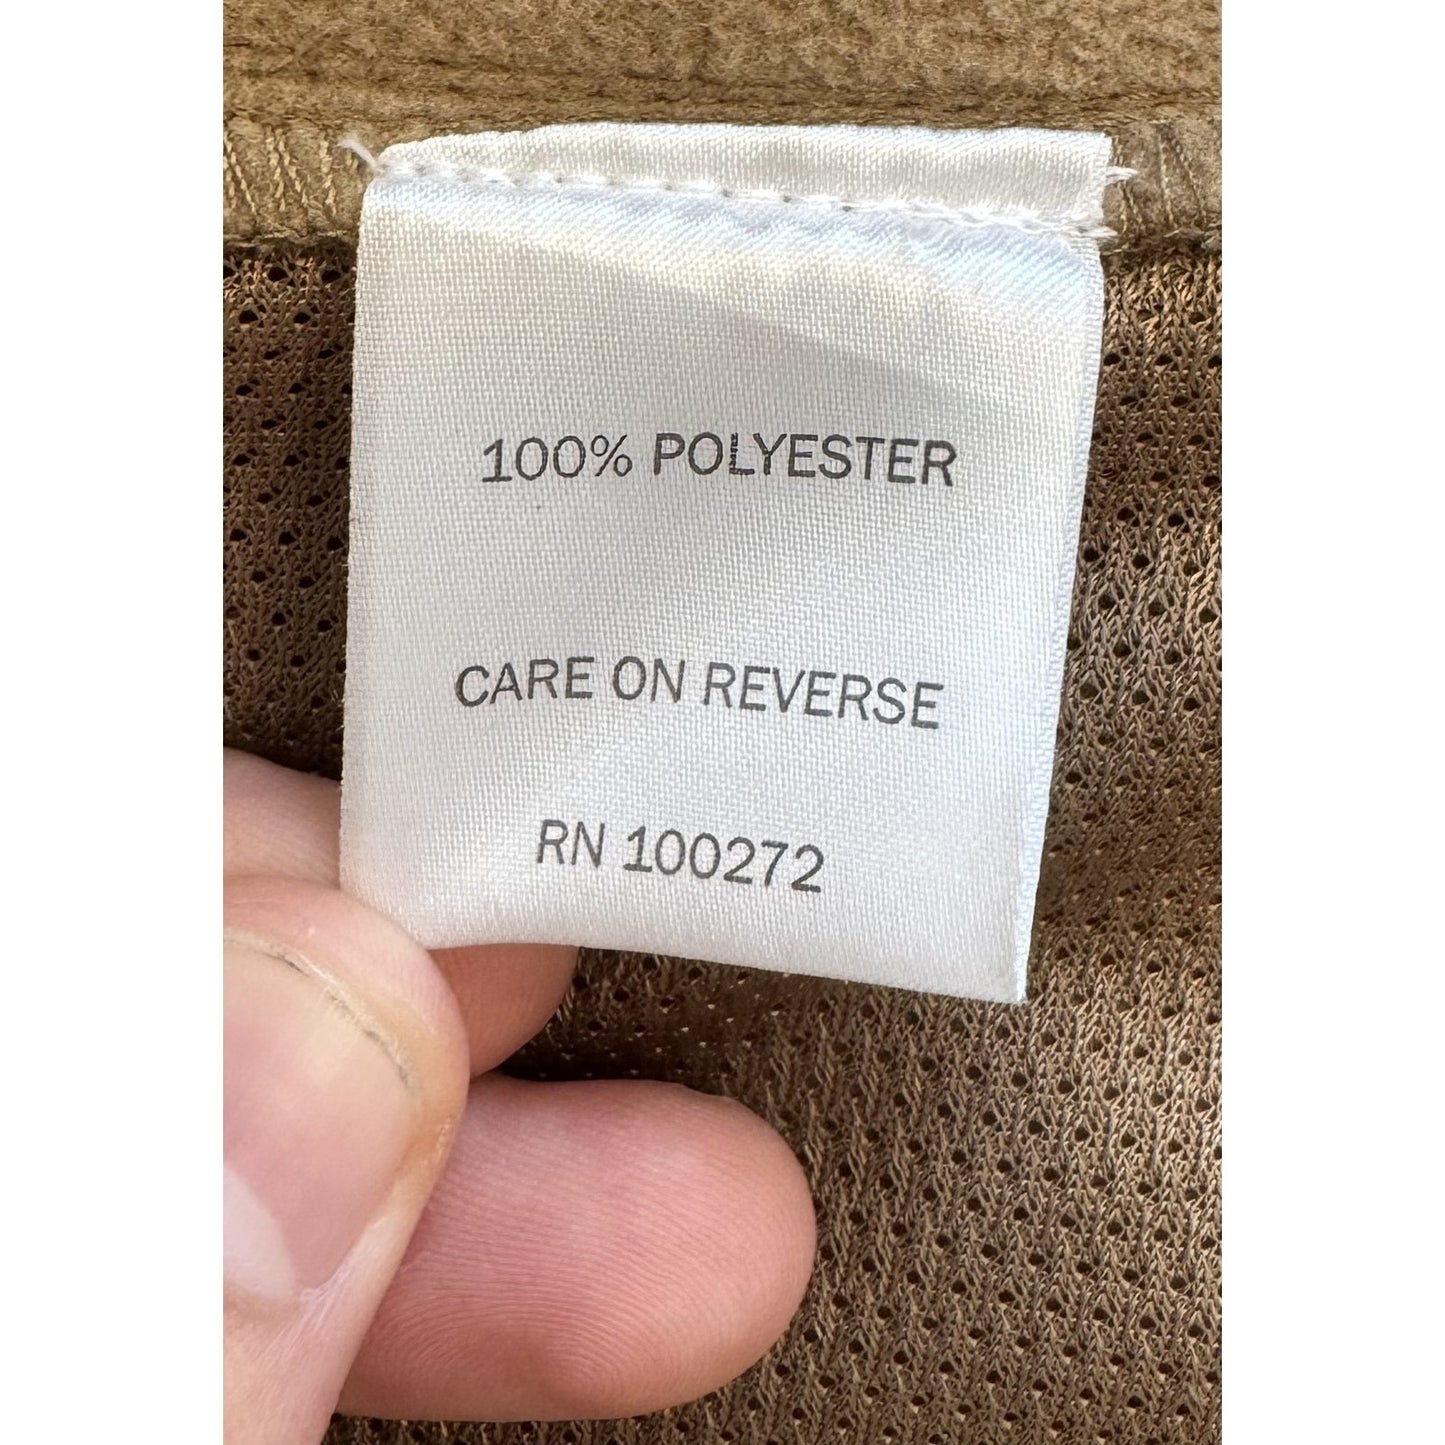 100% POLYESTER
CARE ON REVERSE
RN 100272